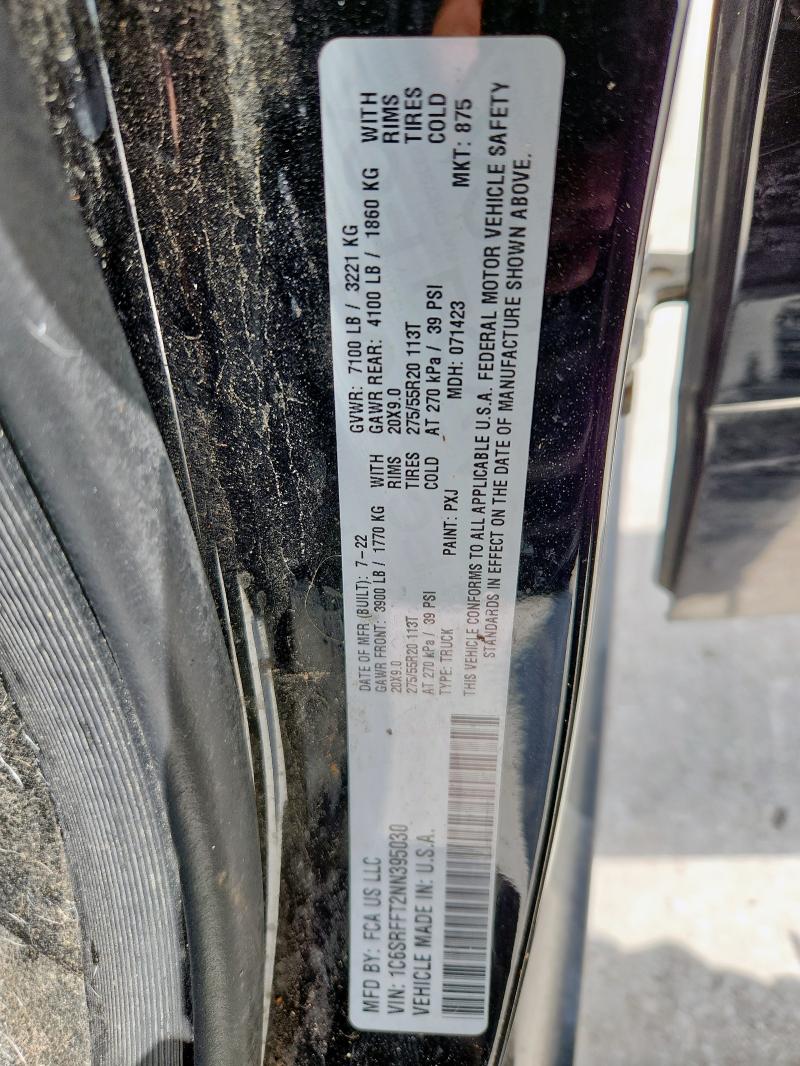 MFD BY: FCA US LLC
VIN: 1C6SRFFT2NN395030
VEHICLE MADE IN: U.S.A.
DATE OF MFR (BUILT): 7-22 GVWR: 7100 LB / 3221 KG
GAWR FRONT: 3900 LB / 1770 KG WITH GAWR REAR: 4100 LB / 1860 KG WITH
20X9.0 RIMS 20X9.0 RIMS
275/55R20 113T TIRES 275/55R20 113T TIRES
AT 270 kPa / 39 PSI COLD AT 270 kPa / 39 PSI COLD
TYPE: TRUCK PAINT: PXJ MDH: 071423 MKT: 875
THIS VEHICLE CONFORMS TO ALL APPLICABLE U.S.A. FEDERAL MOTOR VEHICLE SAFETY
STANDARDS IN EFFECT ON THE DATE OF MANUFACTURE SHOWN ABOVE.